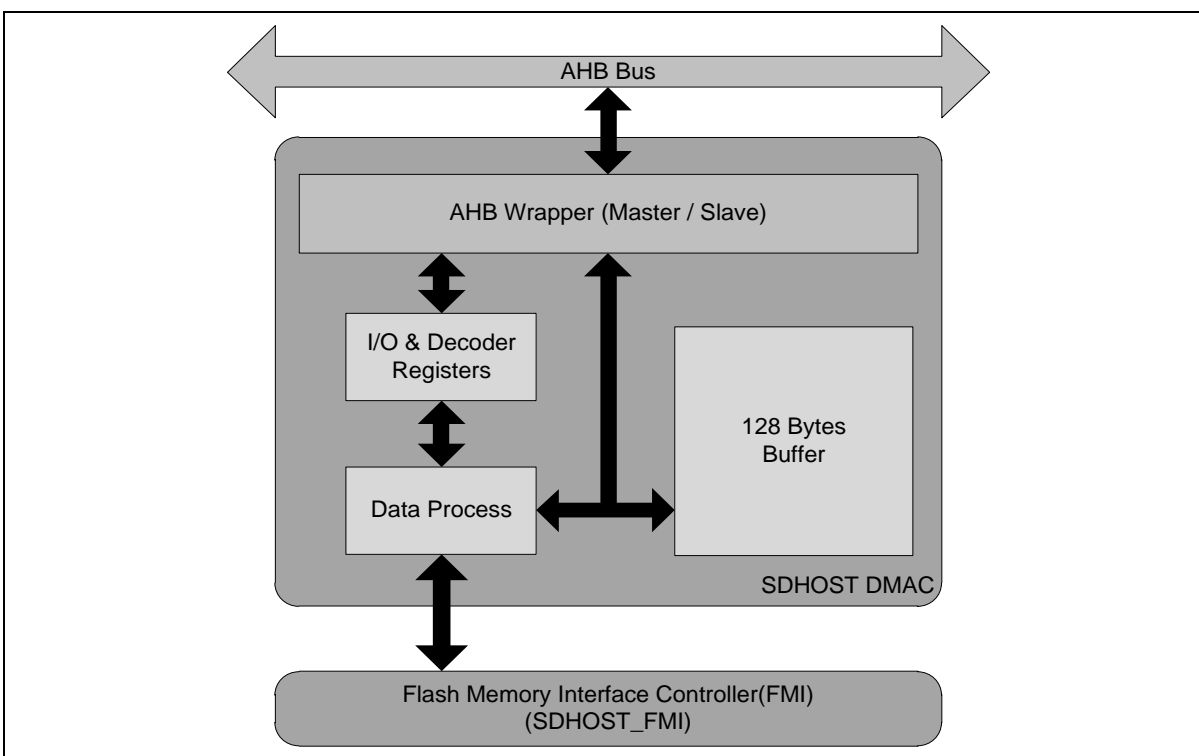 AHB Bus
AHB Wrapper (Master / Slave)
I/O & Decoder
Registers
128 Bytes
Buffer
Data Process
SDHOST DMAC
Flash Memory Interface Controller(FMI)
(SDHOST_FMI)